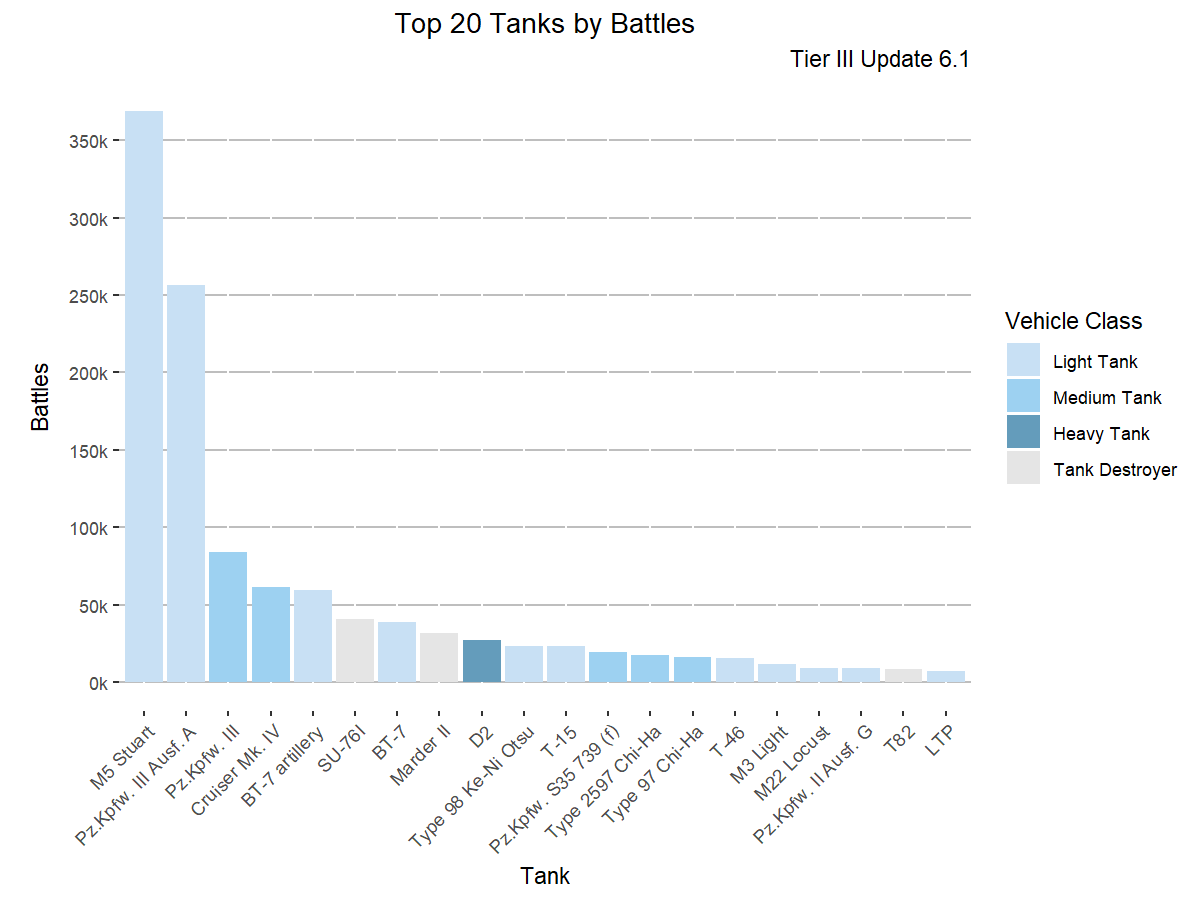 Top 20 Tanks by Battles
Tier III Update 6.1
Battles
350k
300k
250k
200k
150k
100k
50k
0k
M5 Stuart
Pz.Kpfw. III Ausf. A
Pz.Kpfw. III
Cruiser Mk. IV
BT-7 artillery
SU-76I
BT-7
Marder II
D2
Type 98 Ke-Ni Otsu
T-15
Pz.Kpfw. S35 739 (f)
Type 2597 Chi-Ha
Type 97 Chi-Ha
T-46
M3 Light
M22 Locust
Pz.Kpfw. II Ausf. G
T82
LTP
Tank
Vehicle Class
Light Tank
Medium Tank
Heavy Tank
Tank Destroyer